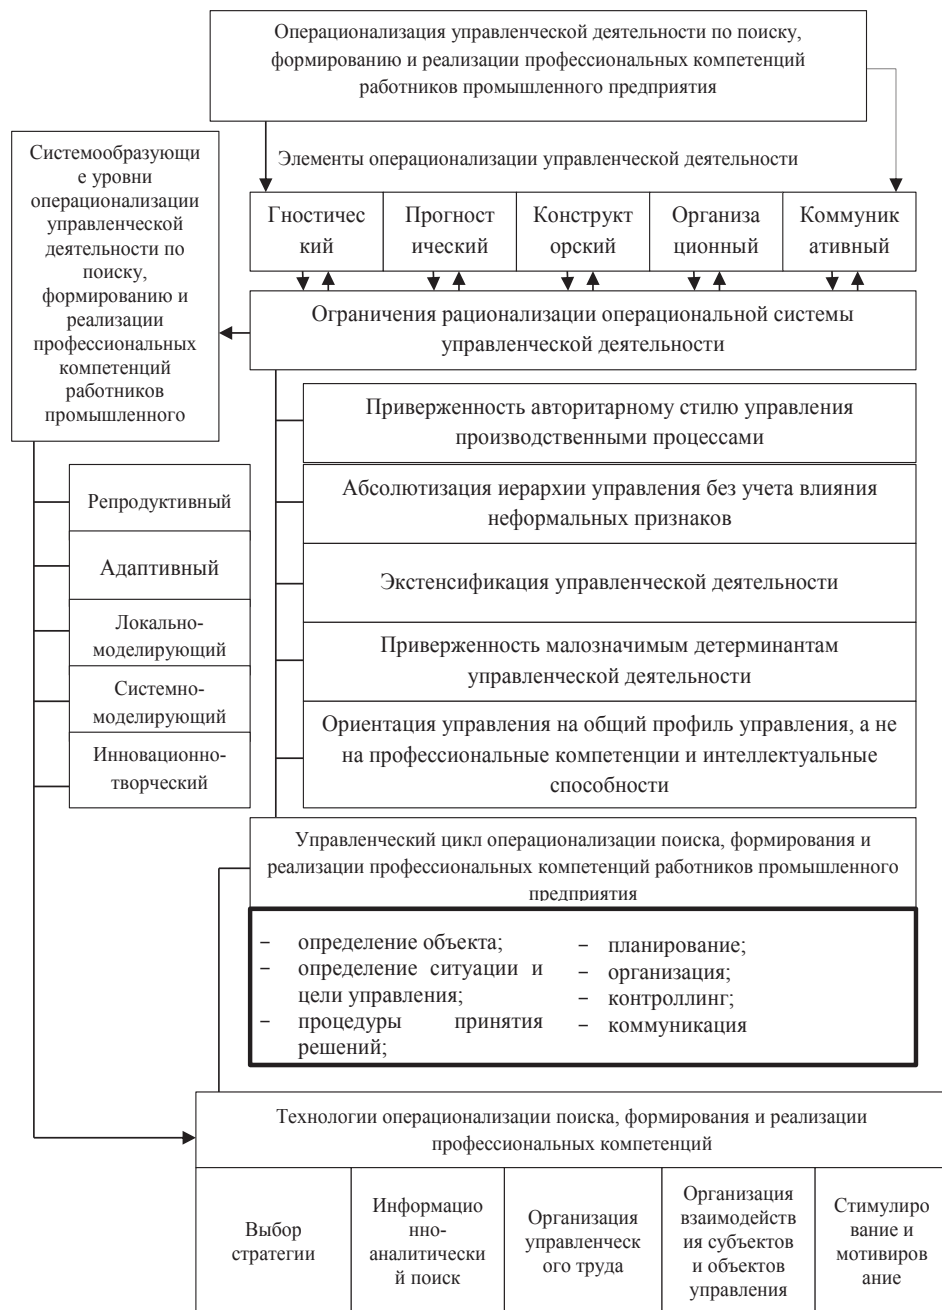 Операционализация управленческой деятельности по поиску,
формированию и реализации профессиональных компетенций
работников промышленного предприятия
Системообразующи
е уровни
операционализации
управленческой
деятельности по
поиску,
формированию и
реализации
профессиональных
компетенций
работников
промышленного
Элементы операционализации управленческой деятельности
Гностичес
кий
Прогност
ический
Конструкт
орский
Организа
ционный
Коммуник
ативный
Ограничения рационализации операциональной системы
управленческой деятельности
Приверженность авторитарному стилю управления
производственными процессами
Абсолютизация иерархии управления без учета влияния
неформальных признаков
Экстенсификация управленческой деятельности
Приверженность малозначимым детерминантам
управленческой деятельности
Ориентация управления на общий профиль управления, а не
на профессиональные компетенции и интеллектуальные
способности
Репродуктивный
Адаптивный
Локально-
моделирующий
Системно-
моделирующий
Инновационно-
творческий
Управленческий цикл операционализации поиска, формирования и
реализации профессиональных компетенций работников промышленного
предприятия
− определение объекта;
− определение ситуации и
цели управления;
− процедуры принятия
решений;
− планирование;
− организация;
− контроллинг;
− коммуникация
Технологии операционализации поиска, формирования и реализации
профессиональных компетенций
Выбор
стратегии
Информацио
нно-
аналитическ
й поиск
Организация
управленческ
ого труда
Организация
взаимодейств
ия субъектов
и объектов
управления
Стимулиро
вание и
мотивиров
ание